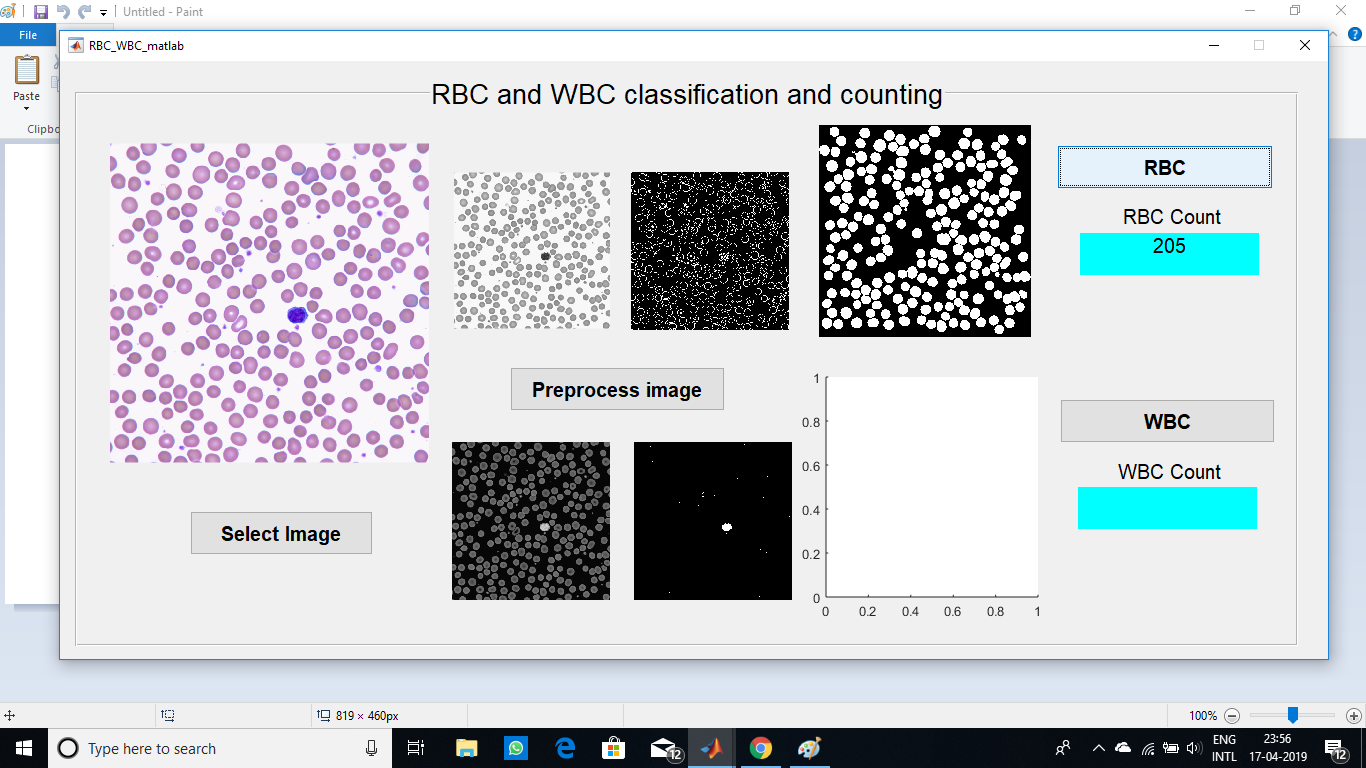 Untitled - Paint
File
RBC_WBC_matlab
Paste
RBC and WBC classification and counting
RBC
RBC Count
205
Preprocess image
Select Image
WBC
WBC Count
1
0.8
0.6
0.4
0.2
0
0 0.2 0.4 0.6 0.8 1
819 × 460px
100%
Type here to search
12
ENG
INTL
23:56
17-04-2019
12